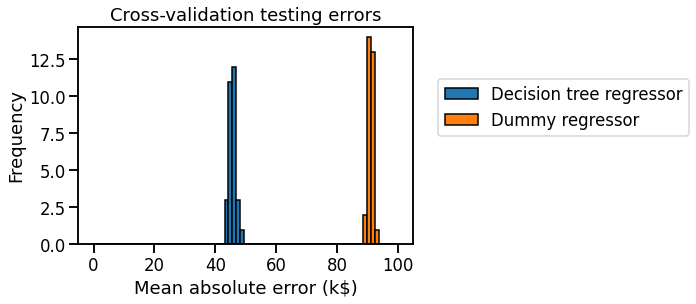 Cross-validation testing errors
Frequency
12.5
10.0
7.5
5.0
2.5
0.0
0 20 40 60 80 100
Mean absolute error (k$)
Decision tree regressor
Dummy regressor